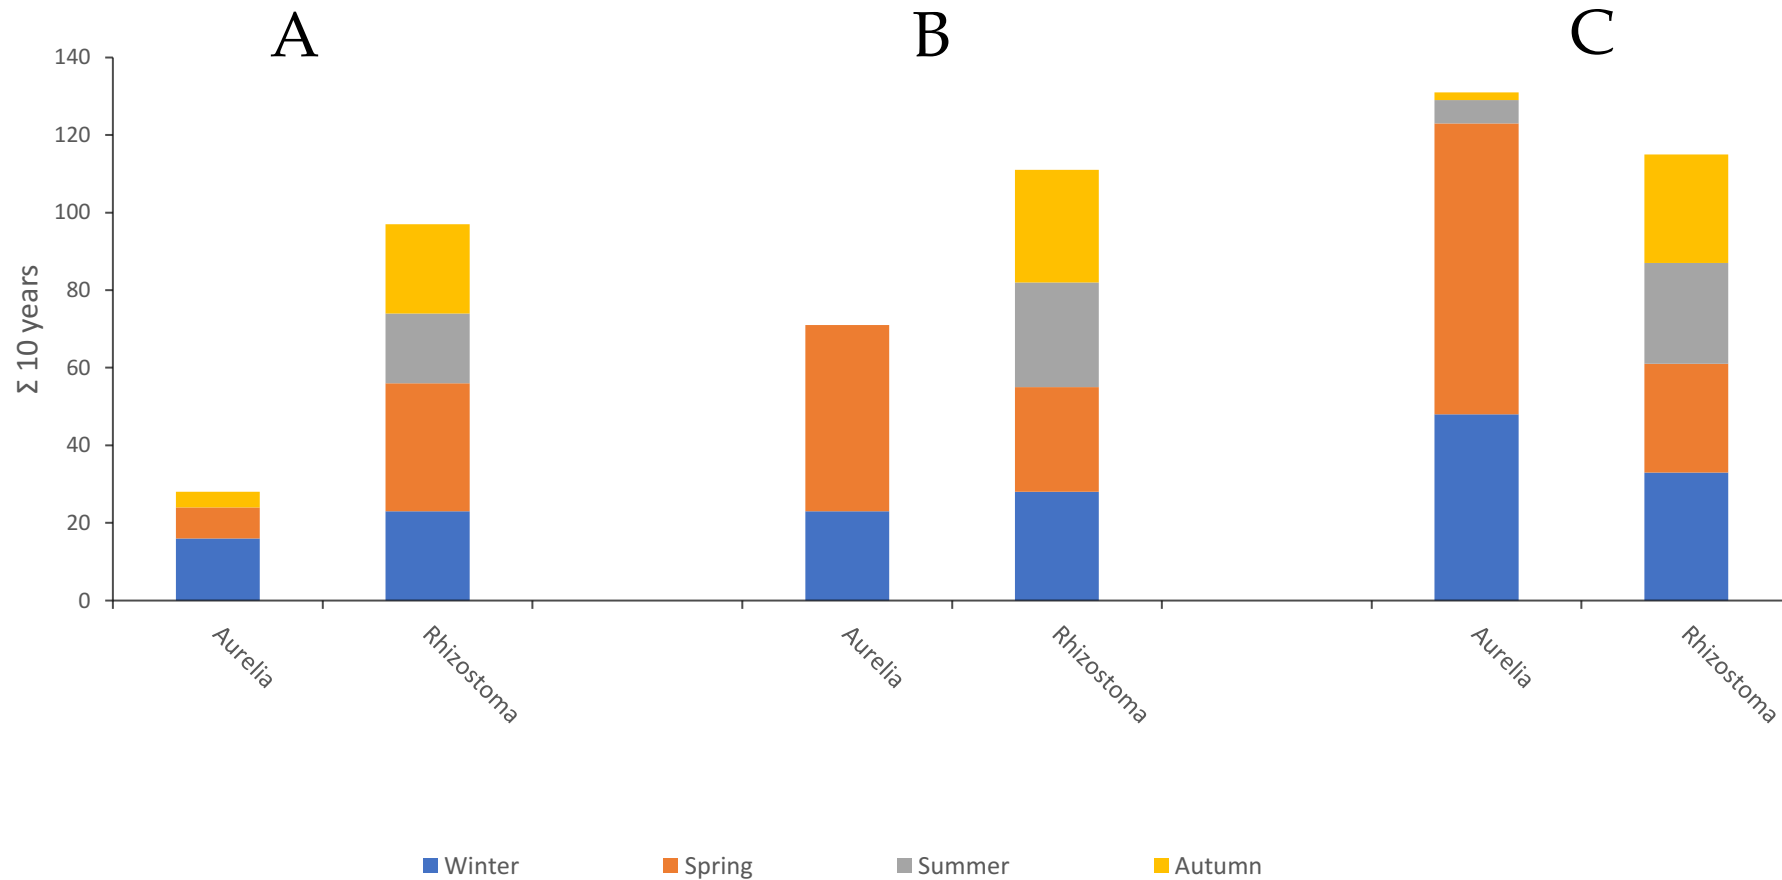 A B C
140
120
100
80
60
40
20
0
Σ 10 years
Aurelia Rhizostoma Aurelia Rhizostoma Aurelia Rhizostoma
Winter Spring Summer Autumn